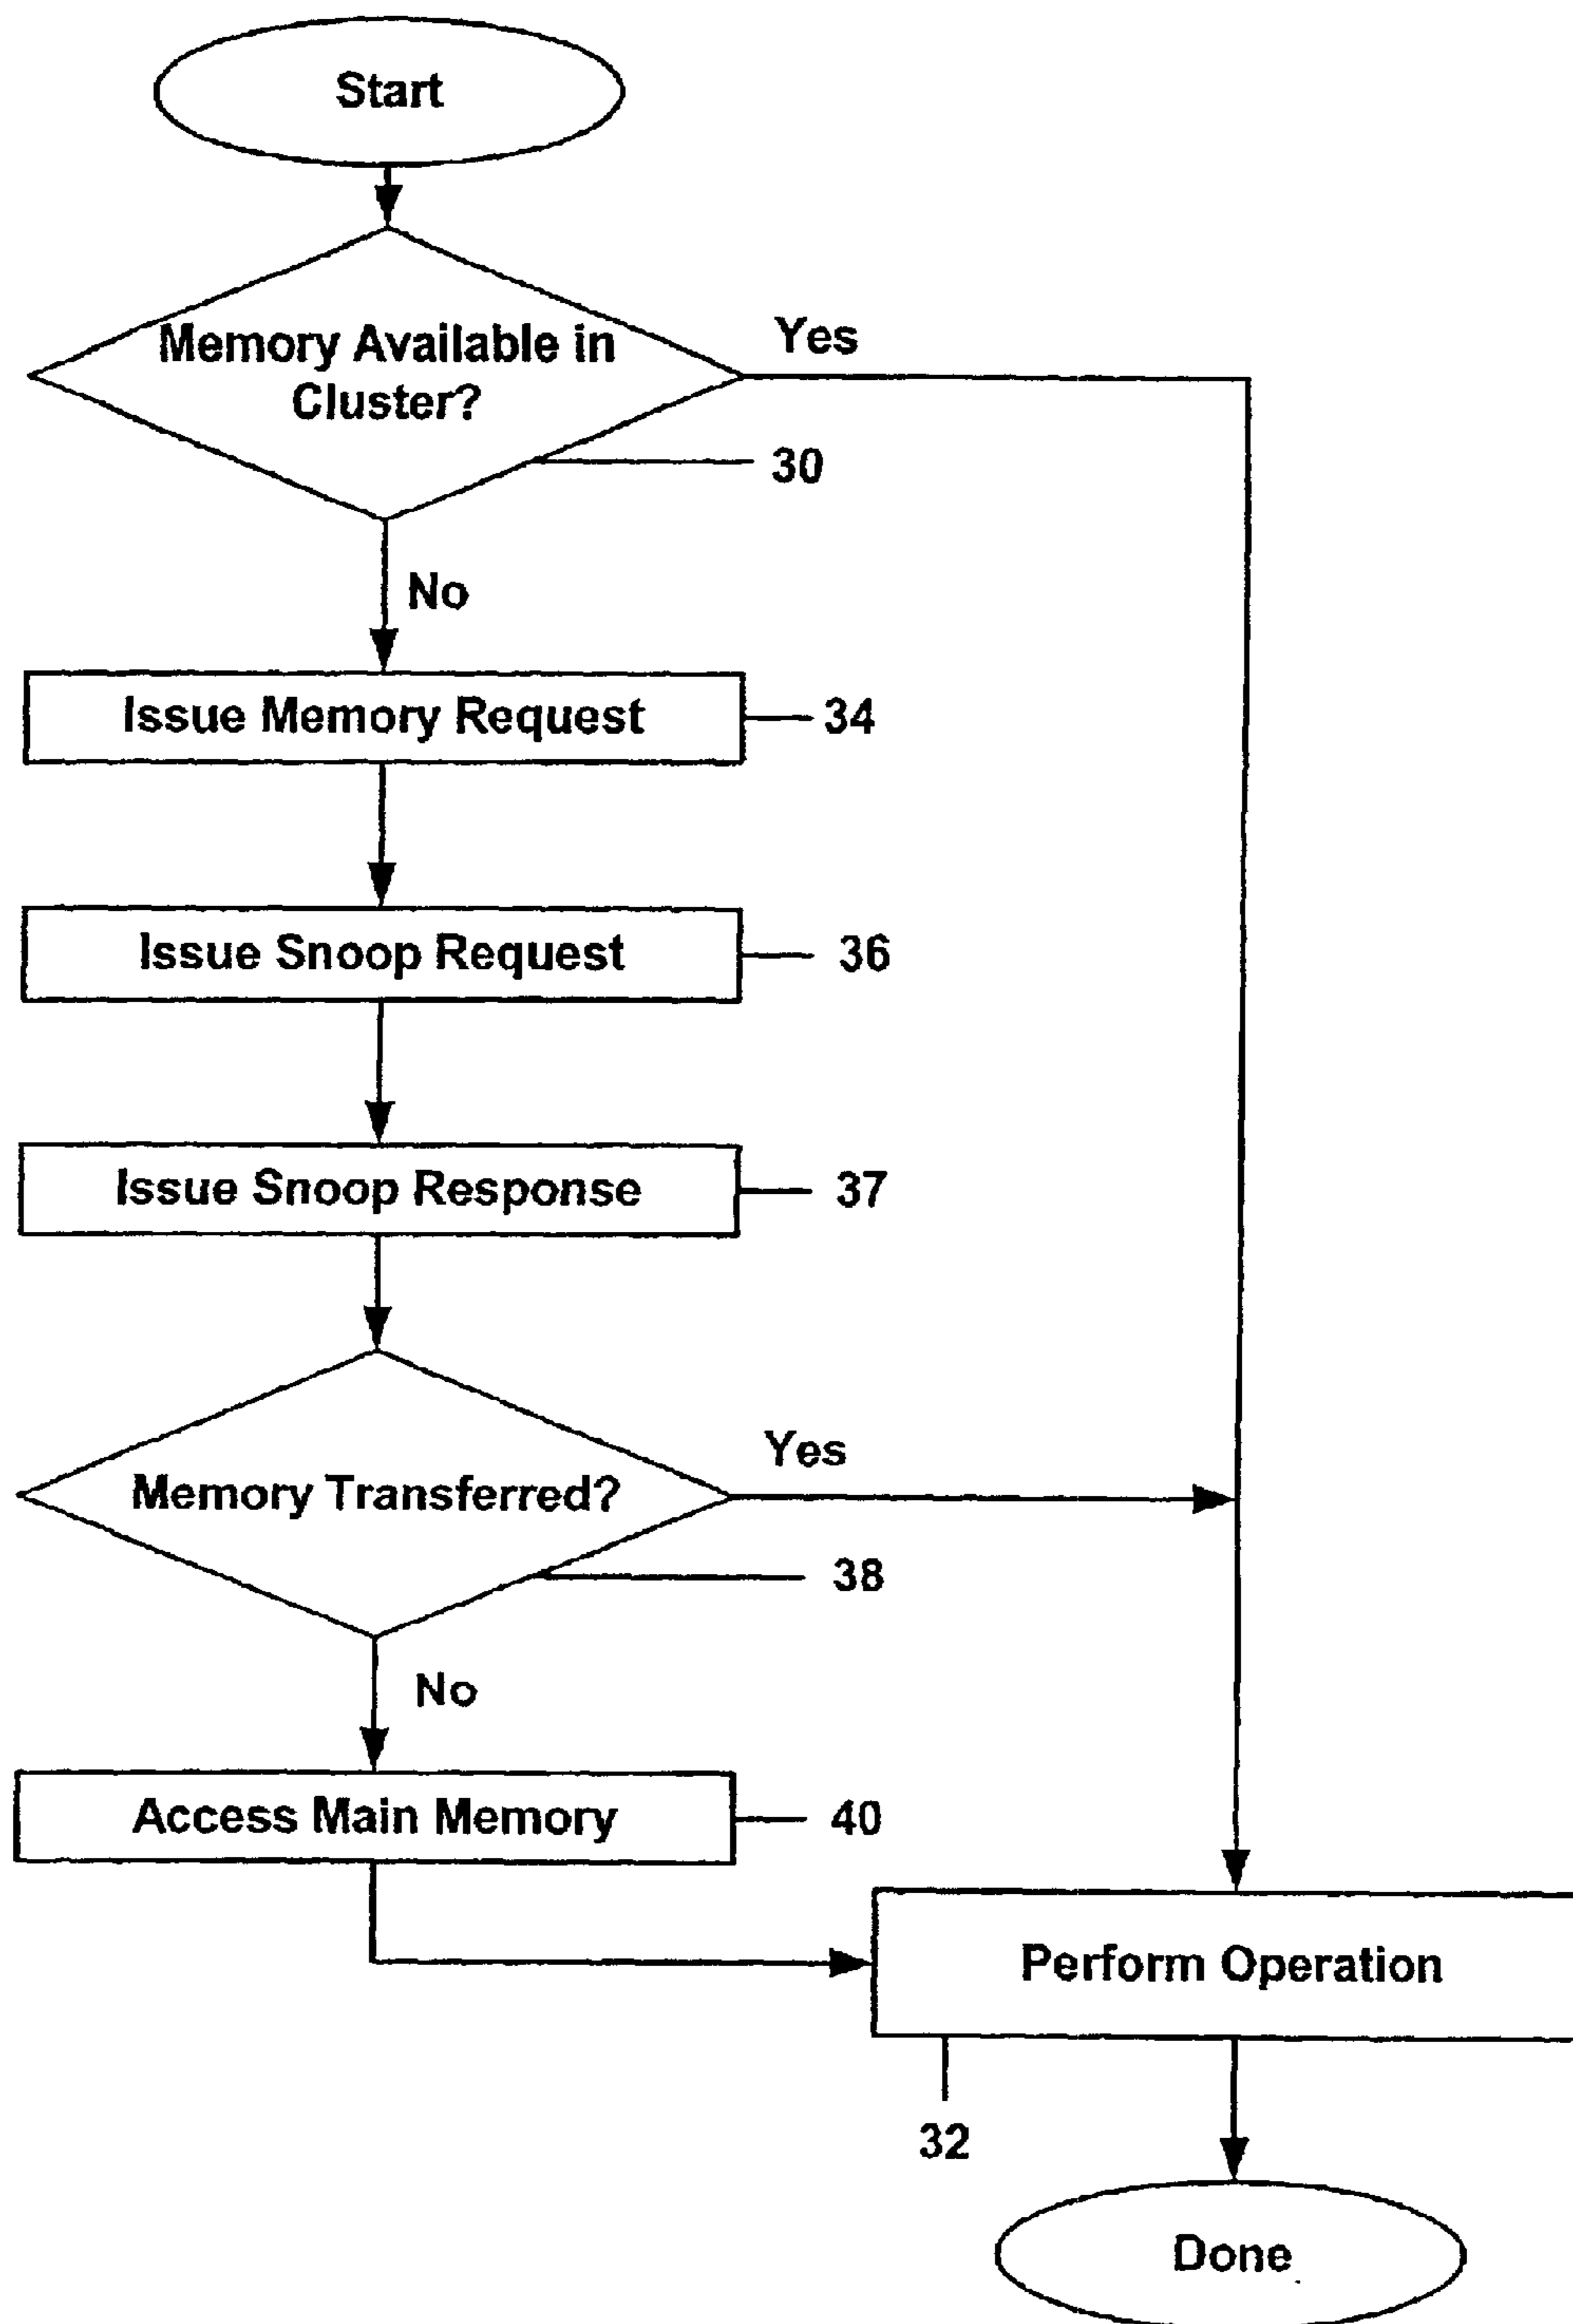 Start
Memory Available in
Cluster?
Yes
30
No
Issue Memory Request
34
Issue Snoop Request
36
Issue Snoop Response
37
Memory Transferred?
Yes
38
No
Access Main Memory
40
Perform Operation
32
Done